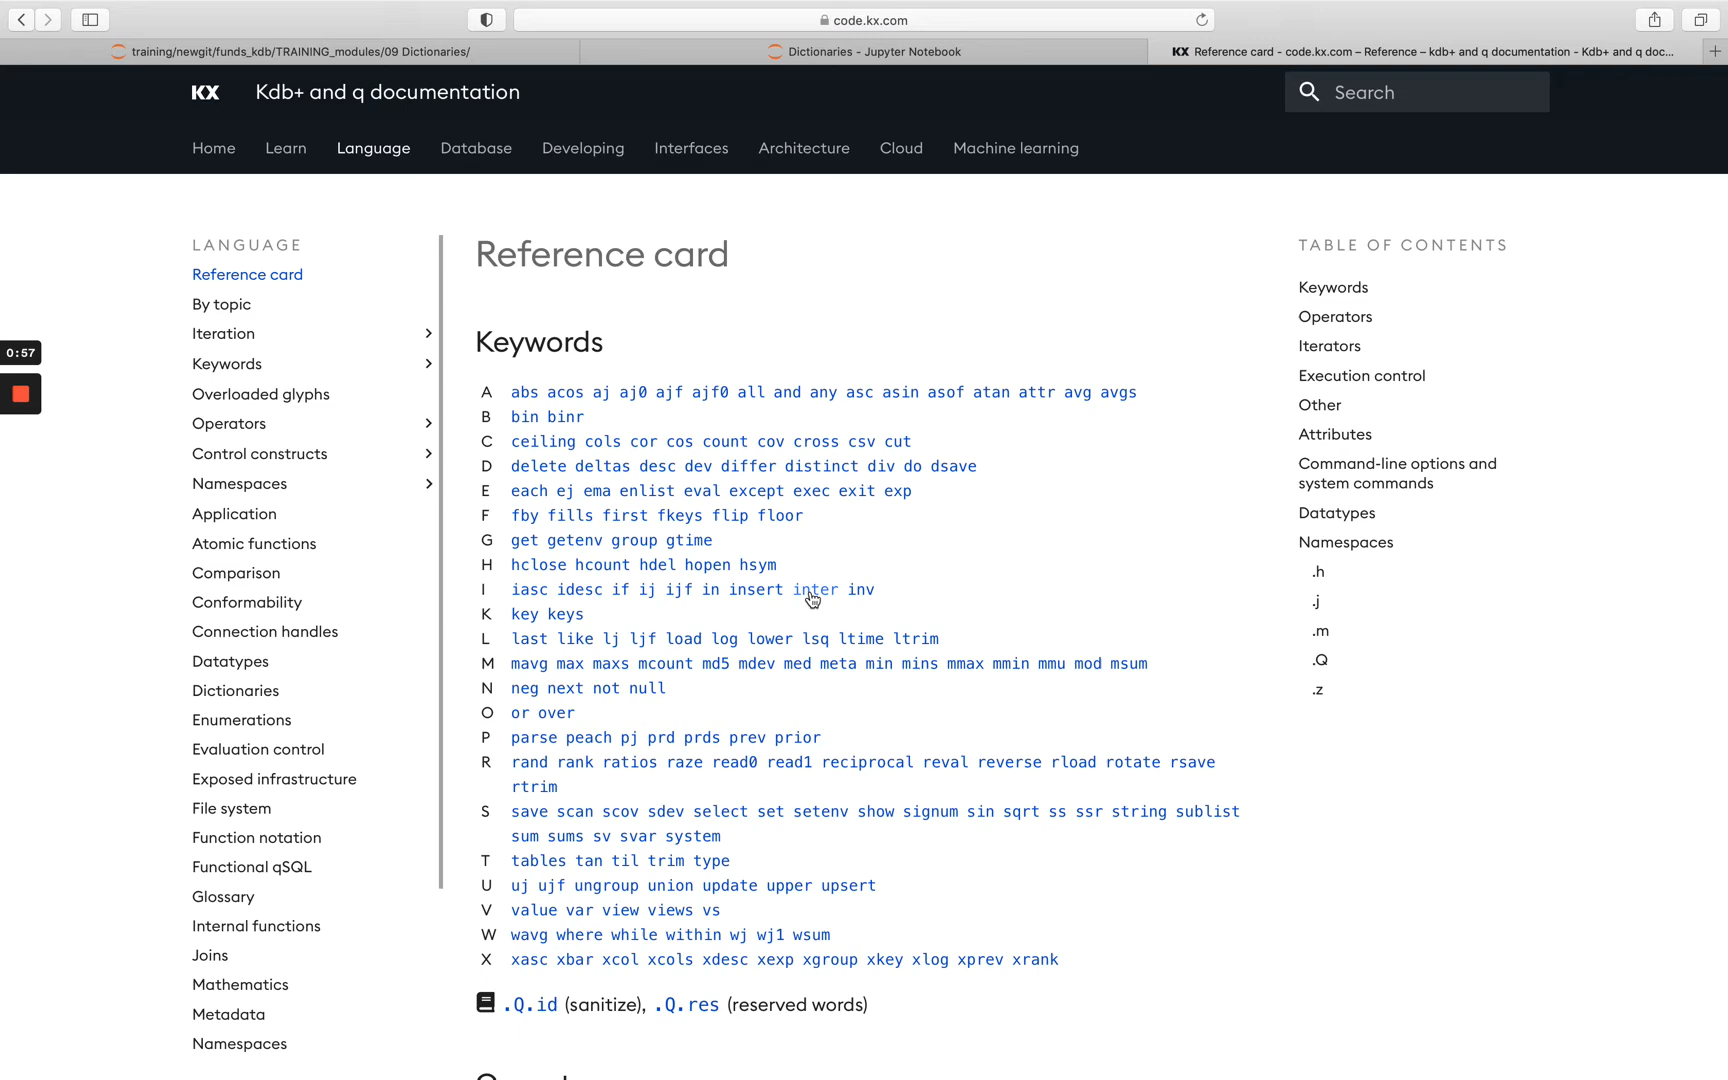 code.kx.com
training/newgit/funds_kdb/TRAINING_modules/09 Dictionaries/
Dictionaries - Jupyter Notebook
KX Reference card - code.kx.com – Reference – kdb+ and q documentation - Kdb+ and q doc...
KX Kdb+ and q documentation
Search
Home Learn Language Database Developing Interfaces Architecture Cloud Machine learning
0:57
LANGUAGE
Reference card
By topic
Iteration
Keywords
Overloaded glyphs
Operators
Control constructs
Namespaces
Application
Atomic functions
Comparison
Conformability
Connection handles
Datatypes
Dictionaries
Enumerations
Evaluation control
Exposed infrastructure
File system
Function notation
Functional qSQL
Glossary
Internal functions
Joins
Mathematics
Metadata
Namespaces
Reference card
Keywords
A abs acos aj aj0 ajf ajf0 all and any asc asin asof atan attr avg avgs
B bin binr
C ceiling cols cor cos count cov cross csv cut
D delete deltas desc dev differ distinct div do dsave
E each ej ema enlist eval except exec exit exp
F fby fills first fkeys flip floor
G get getenv group gtime
H hclose hcount hdel hopen hsym
I iasc idesc if ij ijf in insert inter inv
K key keys
L last like lj ljf load log lower lsq ltime ltrim
M mavg max maxs mcount md5 mdev med meta min mins mmax mmin mmu mod msum
N neg next not null
O or over
P parse peach pj prd prds prev prior
R rand rank ratios raze read0 read1 reciprocal reval reverse rload rotate rsave
rtrim
S save scan scov sdev select set setenv show signum sin sqrt ss ssr string sublist
sum sums sv svar system
T tables tan til trim type
U uj ujf ungroup union update upper upsert
V value var view views vs
W wavg where while within wj wj1 wsum
X xasc xbar xcol xcols xdesc xexp xgroup xkey xlog xprev xrank
.Q.id (sanitize), .Q.res (reserved words)
TABLE OF CONTENTS
Keywords
Operators
Iterators
Execution control
Other
Attributes
Command-line options and
system commands
Datatypes
Namespaces
.h
.j
.m
.Q
.z